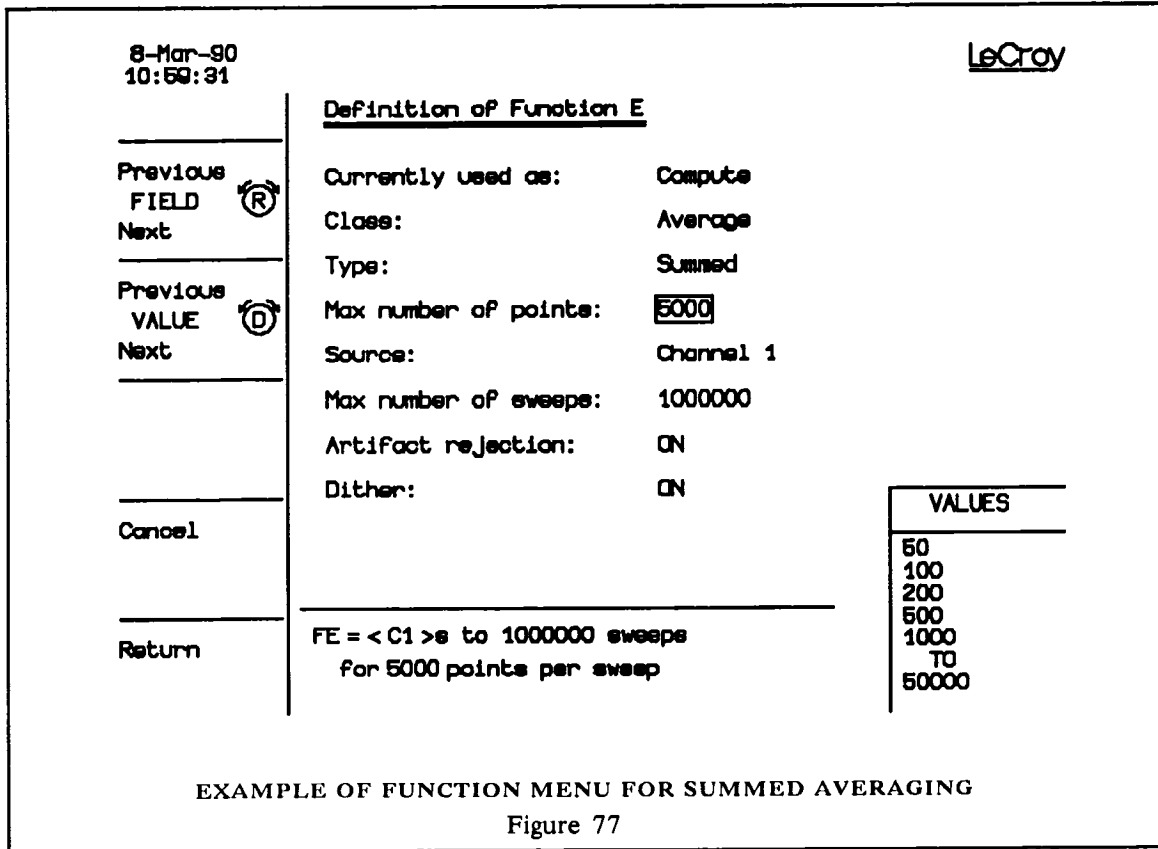 8-Mar-90
10:59:31
LeCroy
Definition of Function E
Previous
FIELD R
Next
Previous
VALUE D
Next
Cancel
Return
Currently used as: Compute
Class: Average
Type: Summed
Max number of points: 5000
Source: Channel 1
Max number of sweeps: 1000000
Artifact rejection: ON
Dither: ON
FE = < C1 >s to 1000000 sweeps
for 5000 points per sweep
VALUES
50
100
200
500
1000
TO
50000
EXAMPLE OF FUNCTION MENU FOR SUMMED AVERAGING
Figure 77